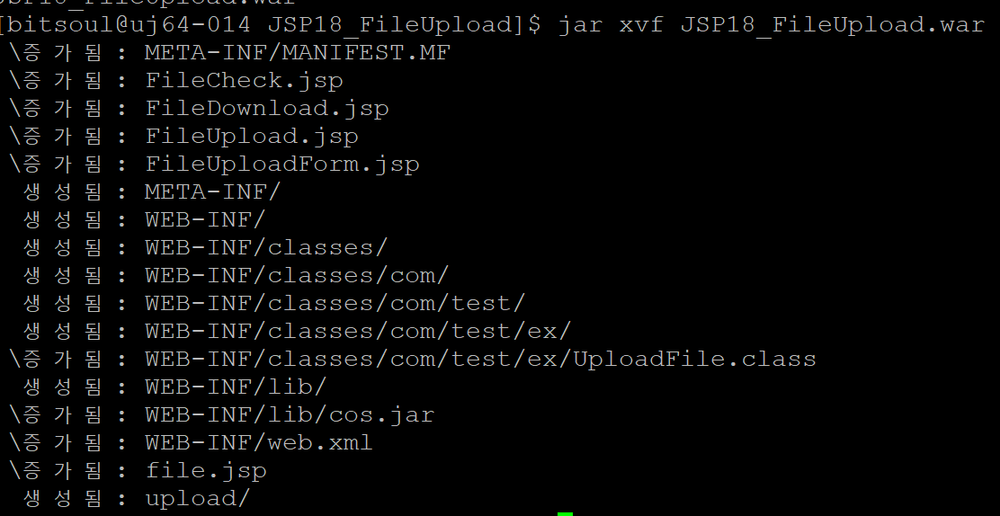 [bitsoul@uj64-014 JSP18_FileUpload]$ jar xvf JSP18_FileUpload.war
\증가됨: META-INF/MANIFEST.MF
\증가됨: FileCheck.jsp
\증가됨: FileDownload.jsp
\증가됨: FileUpload.jsp
\증가됨: FileUploadForm.jsp
생성됨: META-INF/
생성됨: WEB-INF/
생성됨: WEB-INF/classes/
생성됨: WEB-INF/classes/com/
생성됨: WEB-INF/classes/com/test/
생성됨: WEB-INF/classes/com/test/ex/
\증가됨: WEB-INF/classes/com/test/ex/UploadFile.class
생성됨: WEB-INF/lib/
\증가됨: WEB-INF/lib/cos.jar
\증가됨: WEB-INF/web.xml
\증가됨: file.jsp
생성됨: upload/